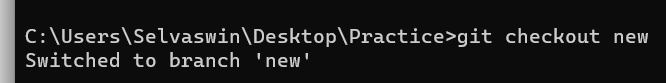 C:\Users\Selvaswin\Desktop\Practice>git checkout new
Switched to branch 'new'